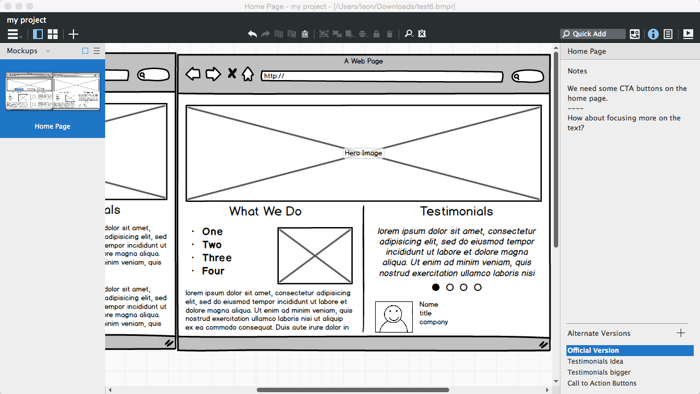 Home Page - my project - [/Users/leon/Downloads/test6.bmpr]
my project
Quick Add
Mockups
Home Page
Home Page
Notes
We need some CTA buttons on the
home page.
----
How about focusing more on the
text?
Alternate Versions
Official Version
Testimonials Idea
Testimonials bigger
Call to Action Buttons
A Web Page
http://
Hero Image
What We Do
· One
· Two
· Three
· Four
lorem ipsum dolor sit amet, consectetur adipisicing
elit, sed do eiusmod tempor incididunt ut labore et
dolore magna aliqua. Ut enim ad minim veniam, quis
nostrud exercitation ullamco laboris nisi ut aliquip
ex ea commodo consequat. Duis aute irure dolor in
Testimonials
lorem ipsum dolor sit amet, consectetur
adipisicing elit, sed do eiusmod tempor
incididunt ut labore et dolore magna
aliqua. Ut enim ad minim veniam, quis
nostrud exercitation ullamco laboris nisi
Name
title
company
als
dolor sit amet,
adipisicing elit, sed
tempor incididunt ut
dolore magna
enim ad minim veniam, quis
dolor sit amet,
adipisicing elit, sed
tempor incididunt ut
dolore magna
minim veniam, quis